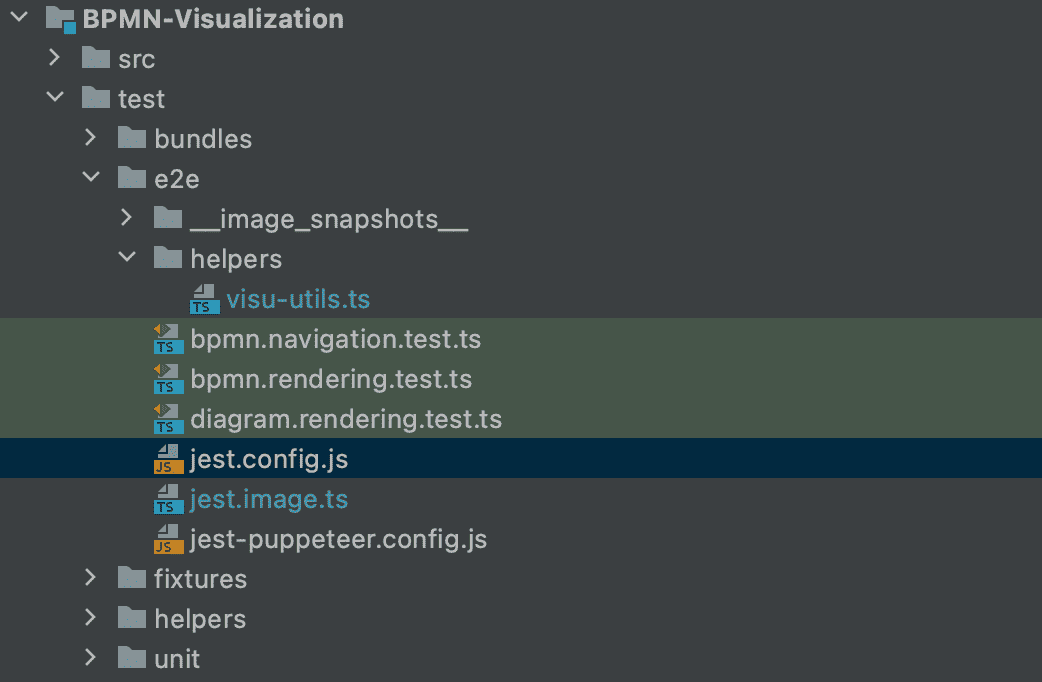 BPMN-Visualization
src
test
bundles
e2e
__image_snapshots__
helpers
TS visu-utils.ts
TS bpmn.navigation.test.ts
TS bpmn.rendering.test.ts
TS diagram.rendering.test.ts
JS jest.config.js
TS jest.image.ts
JS jest-puppeteer.config.js
fixtures
helpers
unit